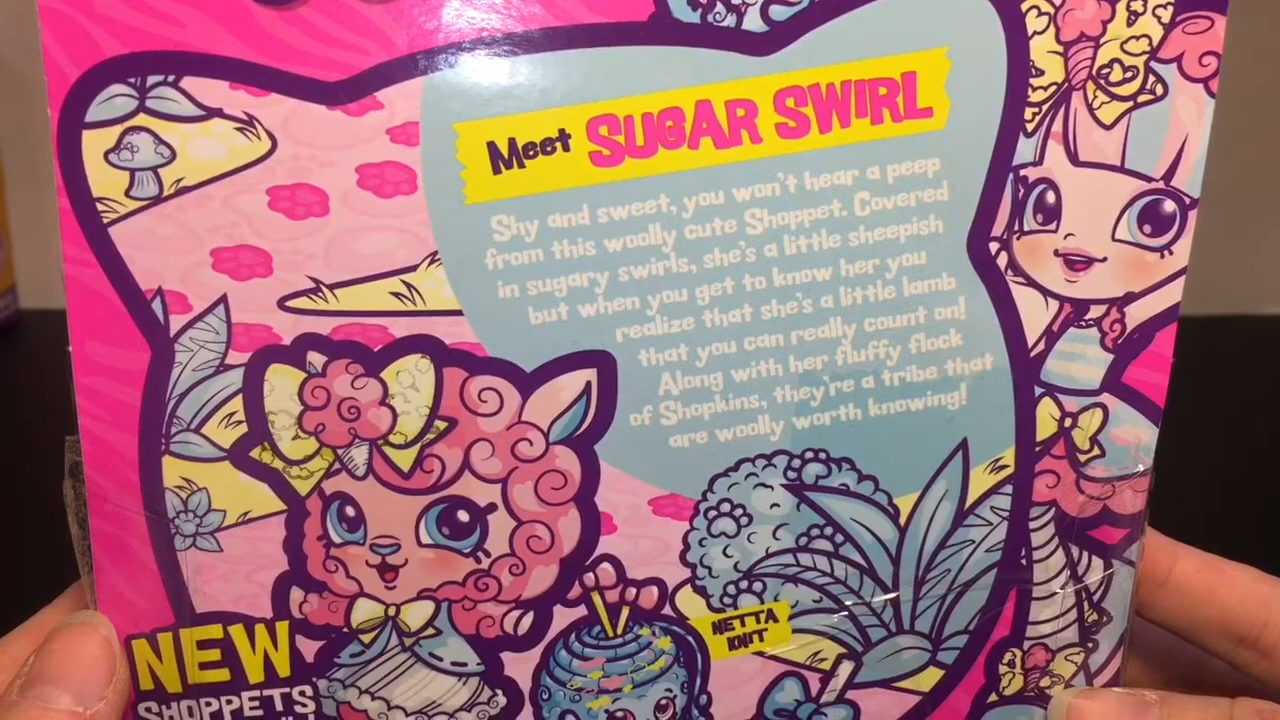 Meet SUGAR SWIRL
Shy and sweet, you won't hear a peep
from this woolly cute Shoppet. Covered
in sugary swirls, she's a little sheepish
but when you get to know her you
realize that she's a little lamb
that you can really count on!
Along with her fluffy flock
of Shopkins, they're a tribe that
are woolly worth knowing!
NETTA
KNIT
NEW
SHOPPETS